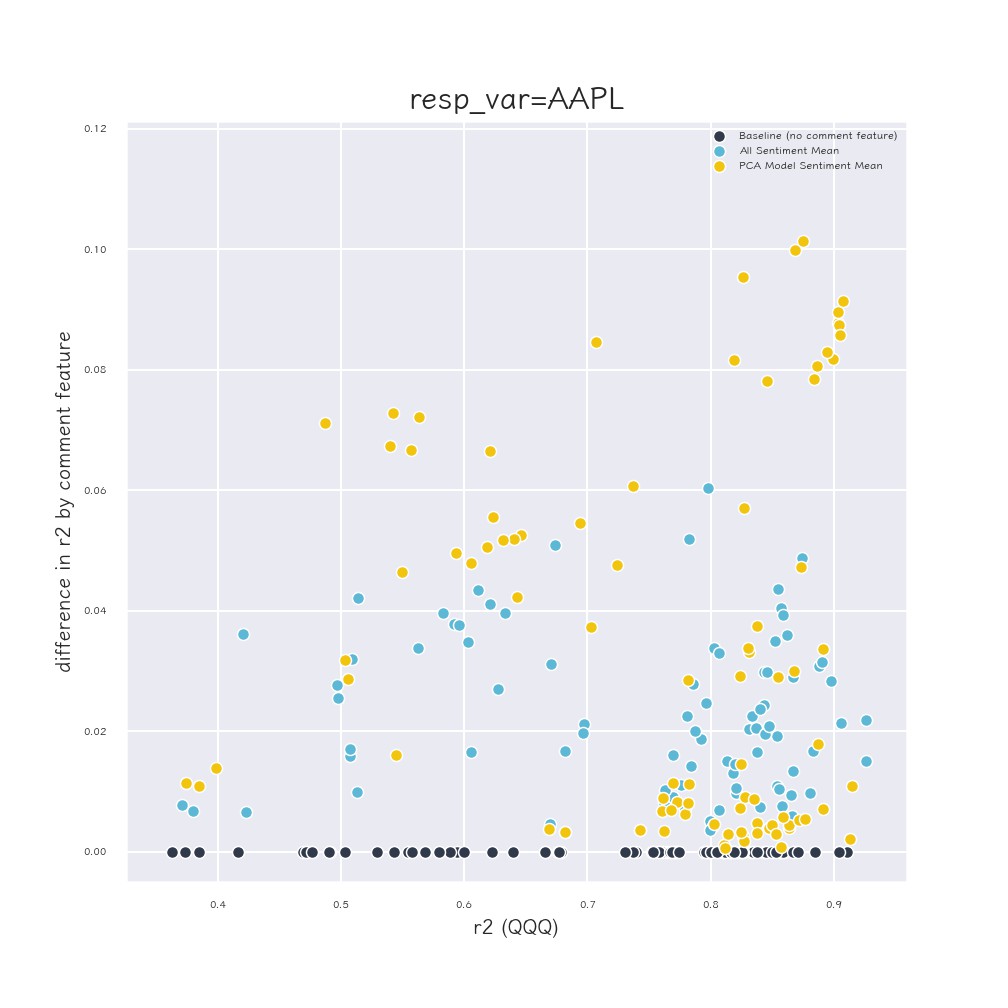 resp_var=AAPL
Baseline (no comment feature)
All Sentiment Mean
PCA Model Sentiment Mean
difference in r2 by comment feature
0.12
0.10
0.08
0.06
0.04
0.02
0.00
0.4 0.5 0.6 0.7 0.8 0.9
r2 (QQQ)